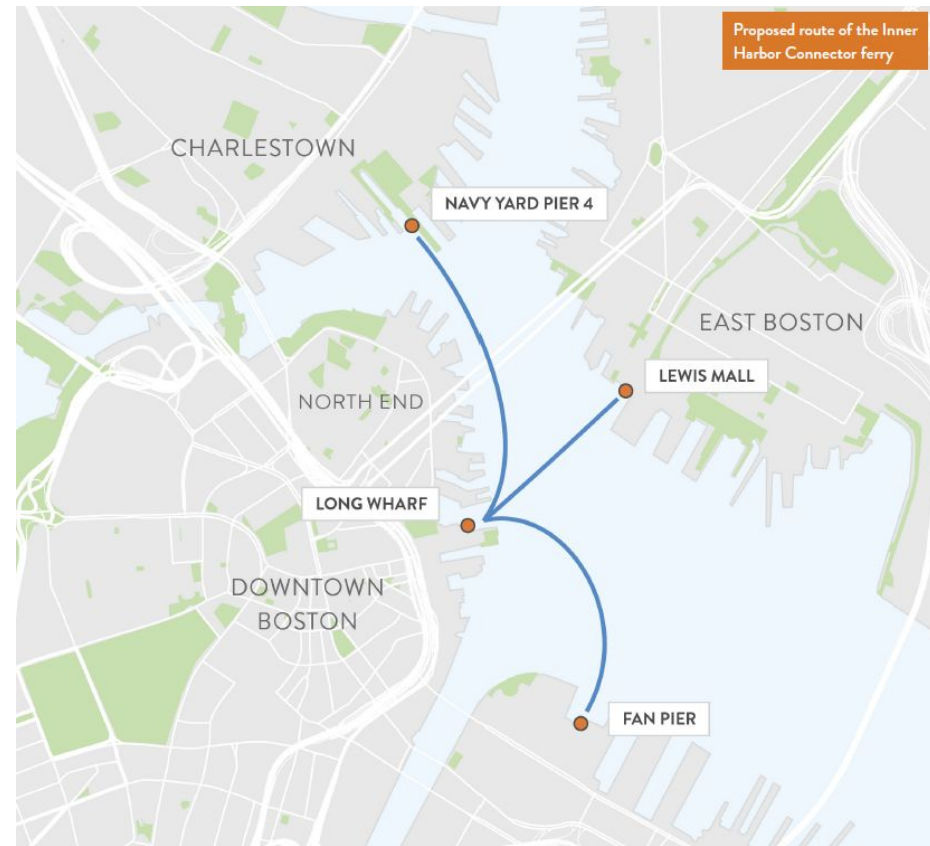 Proposed route of the Inner
Harbor Connector ferry
CHARLESTOWN
NAVY YARD PIER 4
EAST BOSTON
LEWIS MALL
NORTH END
LONG WHARF
DOWNTOWN
BOSTON
FAN PIER